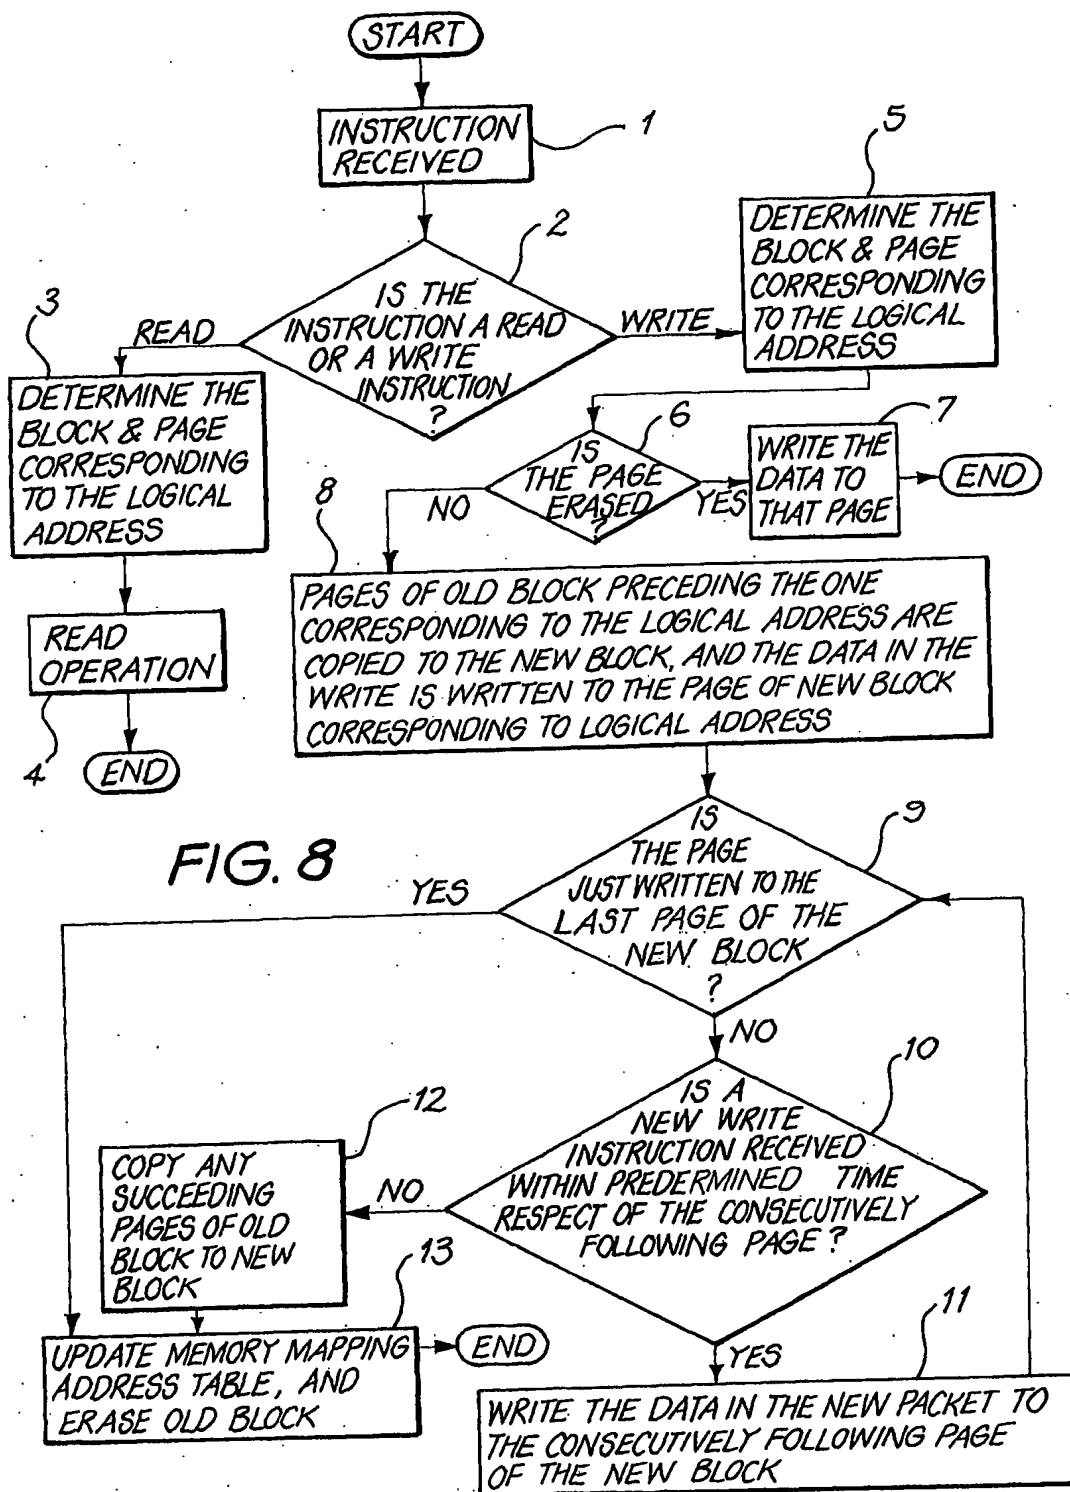 START
INSTRUCTION
RECEIVED
1
2
IS THE
INSTRUCTION A READ
OR A WRITE
INSTRUCTION
?
READ
WRITE
3
DETERMINE THE
BLOCK & PAGE
CORRESPONDING
TO THE LOGICAL
ADDRESS
READ
OPERATION
4
END
5
DETERMINE THE
BLOCK & PAGE
CORRESPONDING
TO THE LOGICAL
ADDRESS
6
IS
THE PAGE
ERASED
?
NO
YES
7
WRITE THE
DATA TO
THAT PAGE
END
8
PAGES OF OLD BLOCK PRECEDING THE ONE
CORRESPONDING TO THE LOGICAL ADDRESS ARE
COPIED TO THE NEW BLOCK, AND THE DATA IN THE
WRITE IS WRITTEN TO THE PAGE OF NEW BLOCK
CORRESPONDING TO LOGICAL ADDRESS
FIG. 8
9
IS
THE PAGE
JUST WRITTEN TO THE
LAST PAGE OF THE
NEW BLOCK
?
YES
NO
10
IS A
NEW WRITE
INSTRUCTION RECEIVED
WITHIN PREDERMINED TIME
RESPECT OF THE CONSECUTIVELY
FOLLOWING PAGE ?
NO
YES
12
COPY ANY
SUCCEEDING
PAGES OF OLD
BLOCK TO NEW
BLOCK
13
UPDATE MEMORY MAPPING
ADDRESS TABLE, AND
ERASE OLD BLOCK
END
11
WRITE THE DATA IN THE NEW PACKET TO
THE CONSECUTIVELY FOLLOWING PAGE
OF THE NEW BLOCK